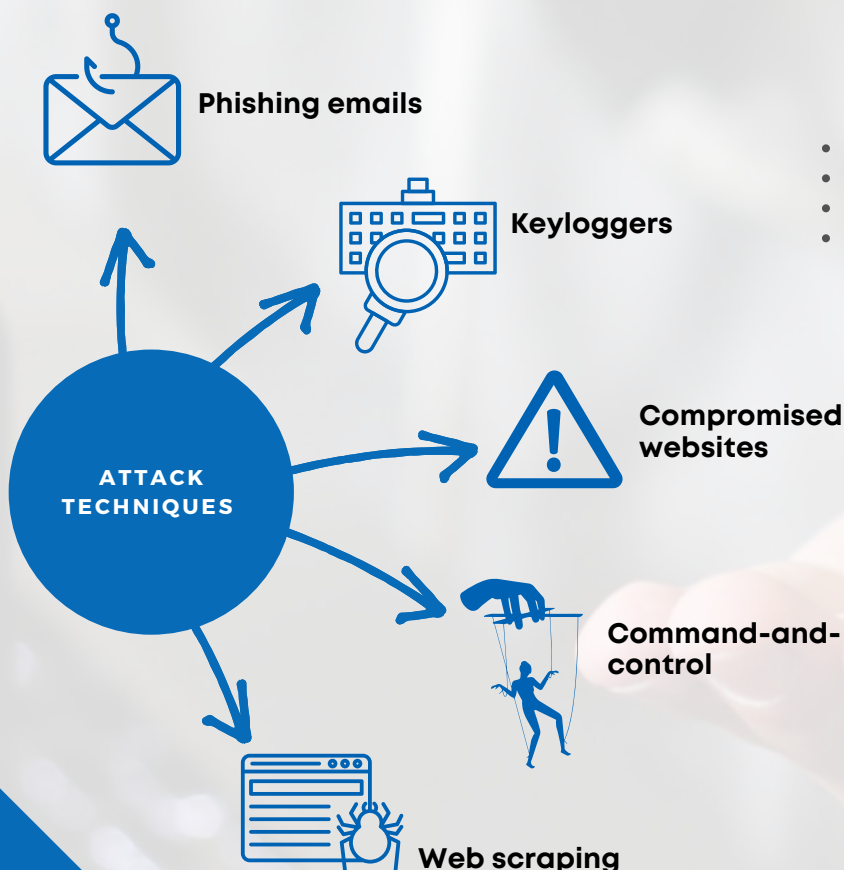 Phishing emails
Keyloggers
Compromised
websites
ATTACK
TECHNIQUES
Command-and-
control
Web scraping